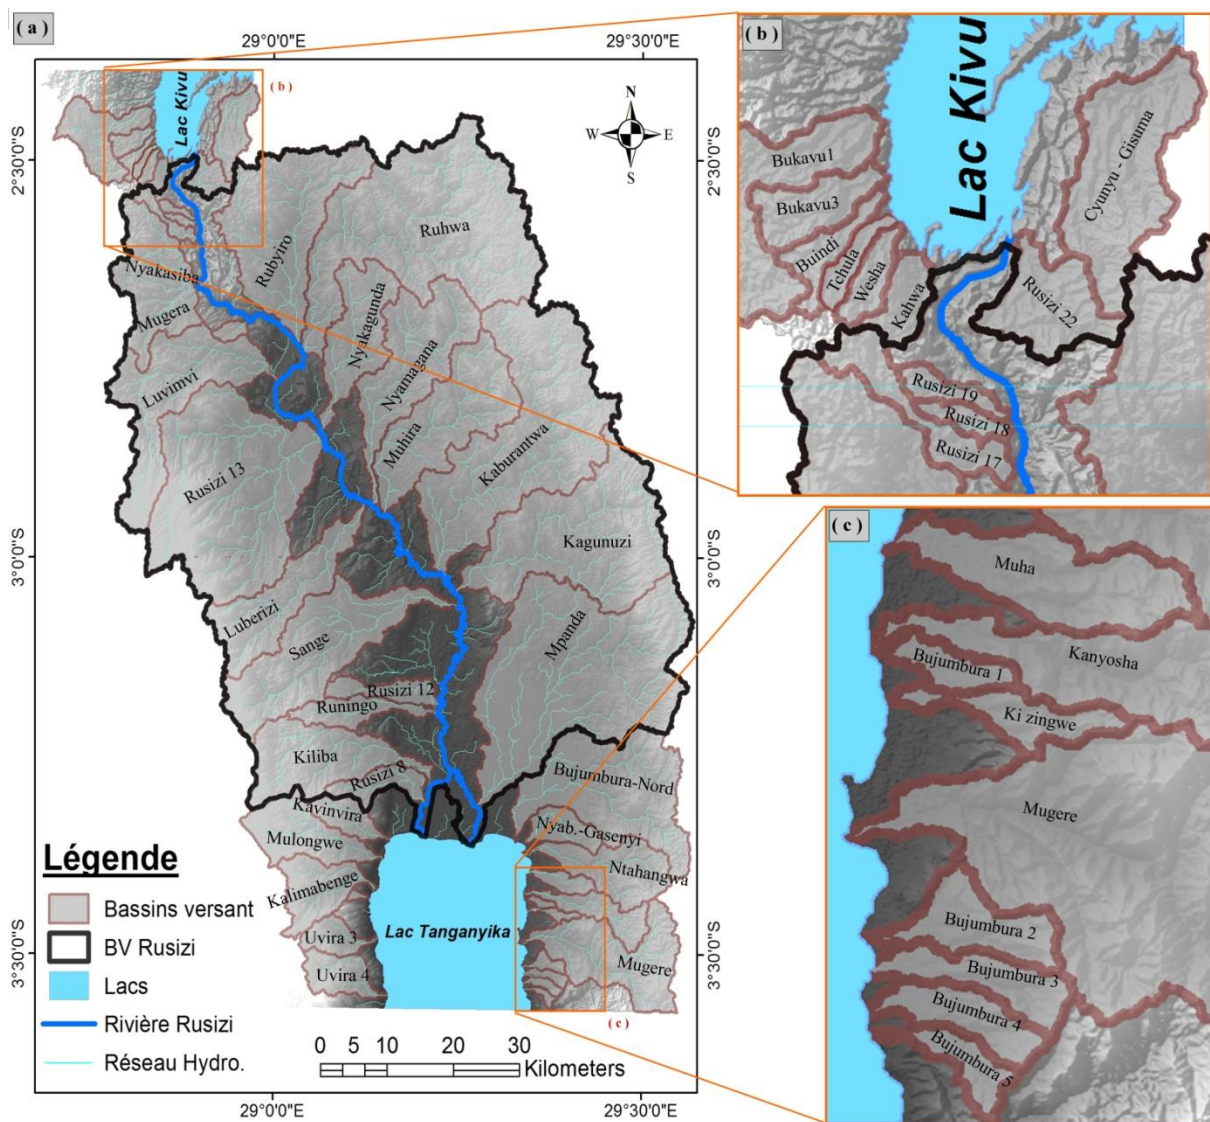 ( a )
29°0'0"E
29°30'0"E
2°30'0"S
3°0'0"S
3°30'0"S
2°30'0"S
3°0'0"S
3°30'0"S
29°0'0"E
29°30'0"E
N
W
E
S
( b )
Lac Kivu
Ruhwa
Rubyiro
Nyakasiba
Mugera
Nyakagunda
Luvimvi
Nyamagana
Muhira
Kaburantwa
Rusizi 13
Kagunuzi
Luberizi
Sange
Mpanda
Rusizi 12
Runingo
Kiliba
Rusizi 8
Bujumbura-Nord
Kavinvira
Mulongwe
Nyab.-Gasenyi
Ntahangwa
Kalimabenge
Uvira 3
Lac Tanganyika
Mugere
Uvira 4
( c )
Légende
Bassins versant
BV Rusizi
Lacs
Rivière Rusizi
Réseau Hydro.
0 5 10 20 30
Kilometers
( b )
Lac Kivu
Bukavu1
Cyunyu - Gisuma
Bukavu3
Buindi
Tchula
Wesha
Kahwa
Rusizi 22
Rusizi 19
Rusizi 18
Rusizi 17
( c )
Muha
Kanyosha
Bujumbura 1
Ki zingwe
Mugere
Bujumbura 2
Bujumbura 3
Bujumbura 4
Bujumbura 5